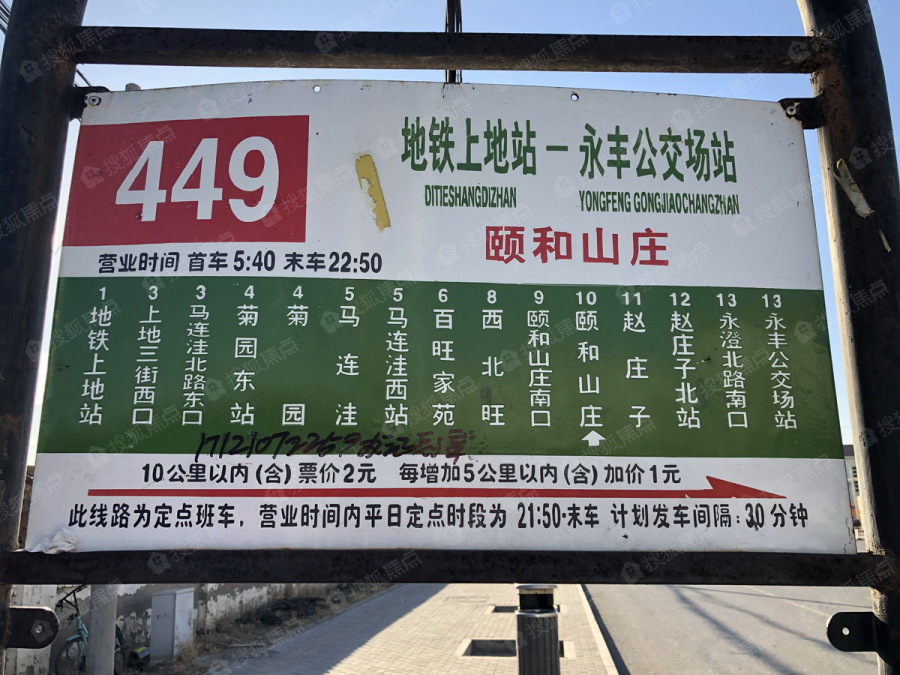 449
地铁上地站 — 永丰公交场站
DITIESHANGDIZHAN YONGFENG GONGJIAOCHANGZHAN
颐和山庄
营业时间 首车 5:40 末车 22:50
1 地铁上地站
3 上地三街西口
3 马连洼北路东口
4 菊园东站
4 菊园
5 马连洼
5 马连洼西站
6 百旺家苑
8 西北旺
9 颐和山庄南口
10 颐和山庄
11 赵庄子
12 赵庄子北站
13 永澄北路南口
13 永丰公交场站
10公里以内(含)票价2元 每增加5公里以内(含)加价1元
此线路为定点班车，营业时间内平日定点时段为 21:50-末车 计划发车间隔：30分钟
搜狐焦点